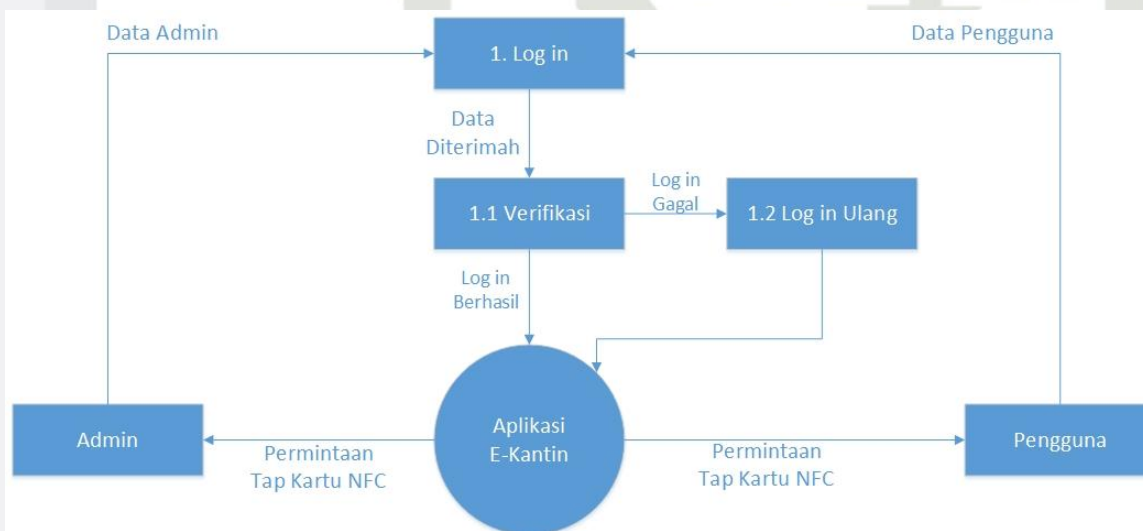 Data Admin
1. Log in
Data Pengguna
Data
Diterimah
1.1 Verifikasi
Log in
Gagal
1.2 Log in Ulang
Log in
Berhasil
Admin
Permintaan
Tap Kartu NFC
Aplikasi
E-Kantin
Permintaan
Tap Kartu NFC
Pengguna